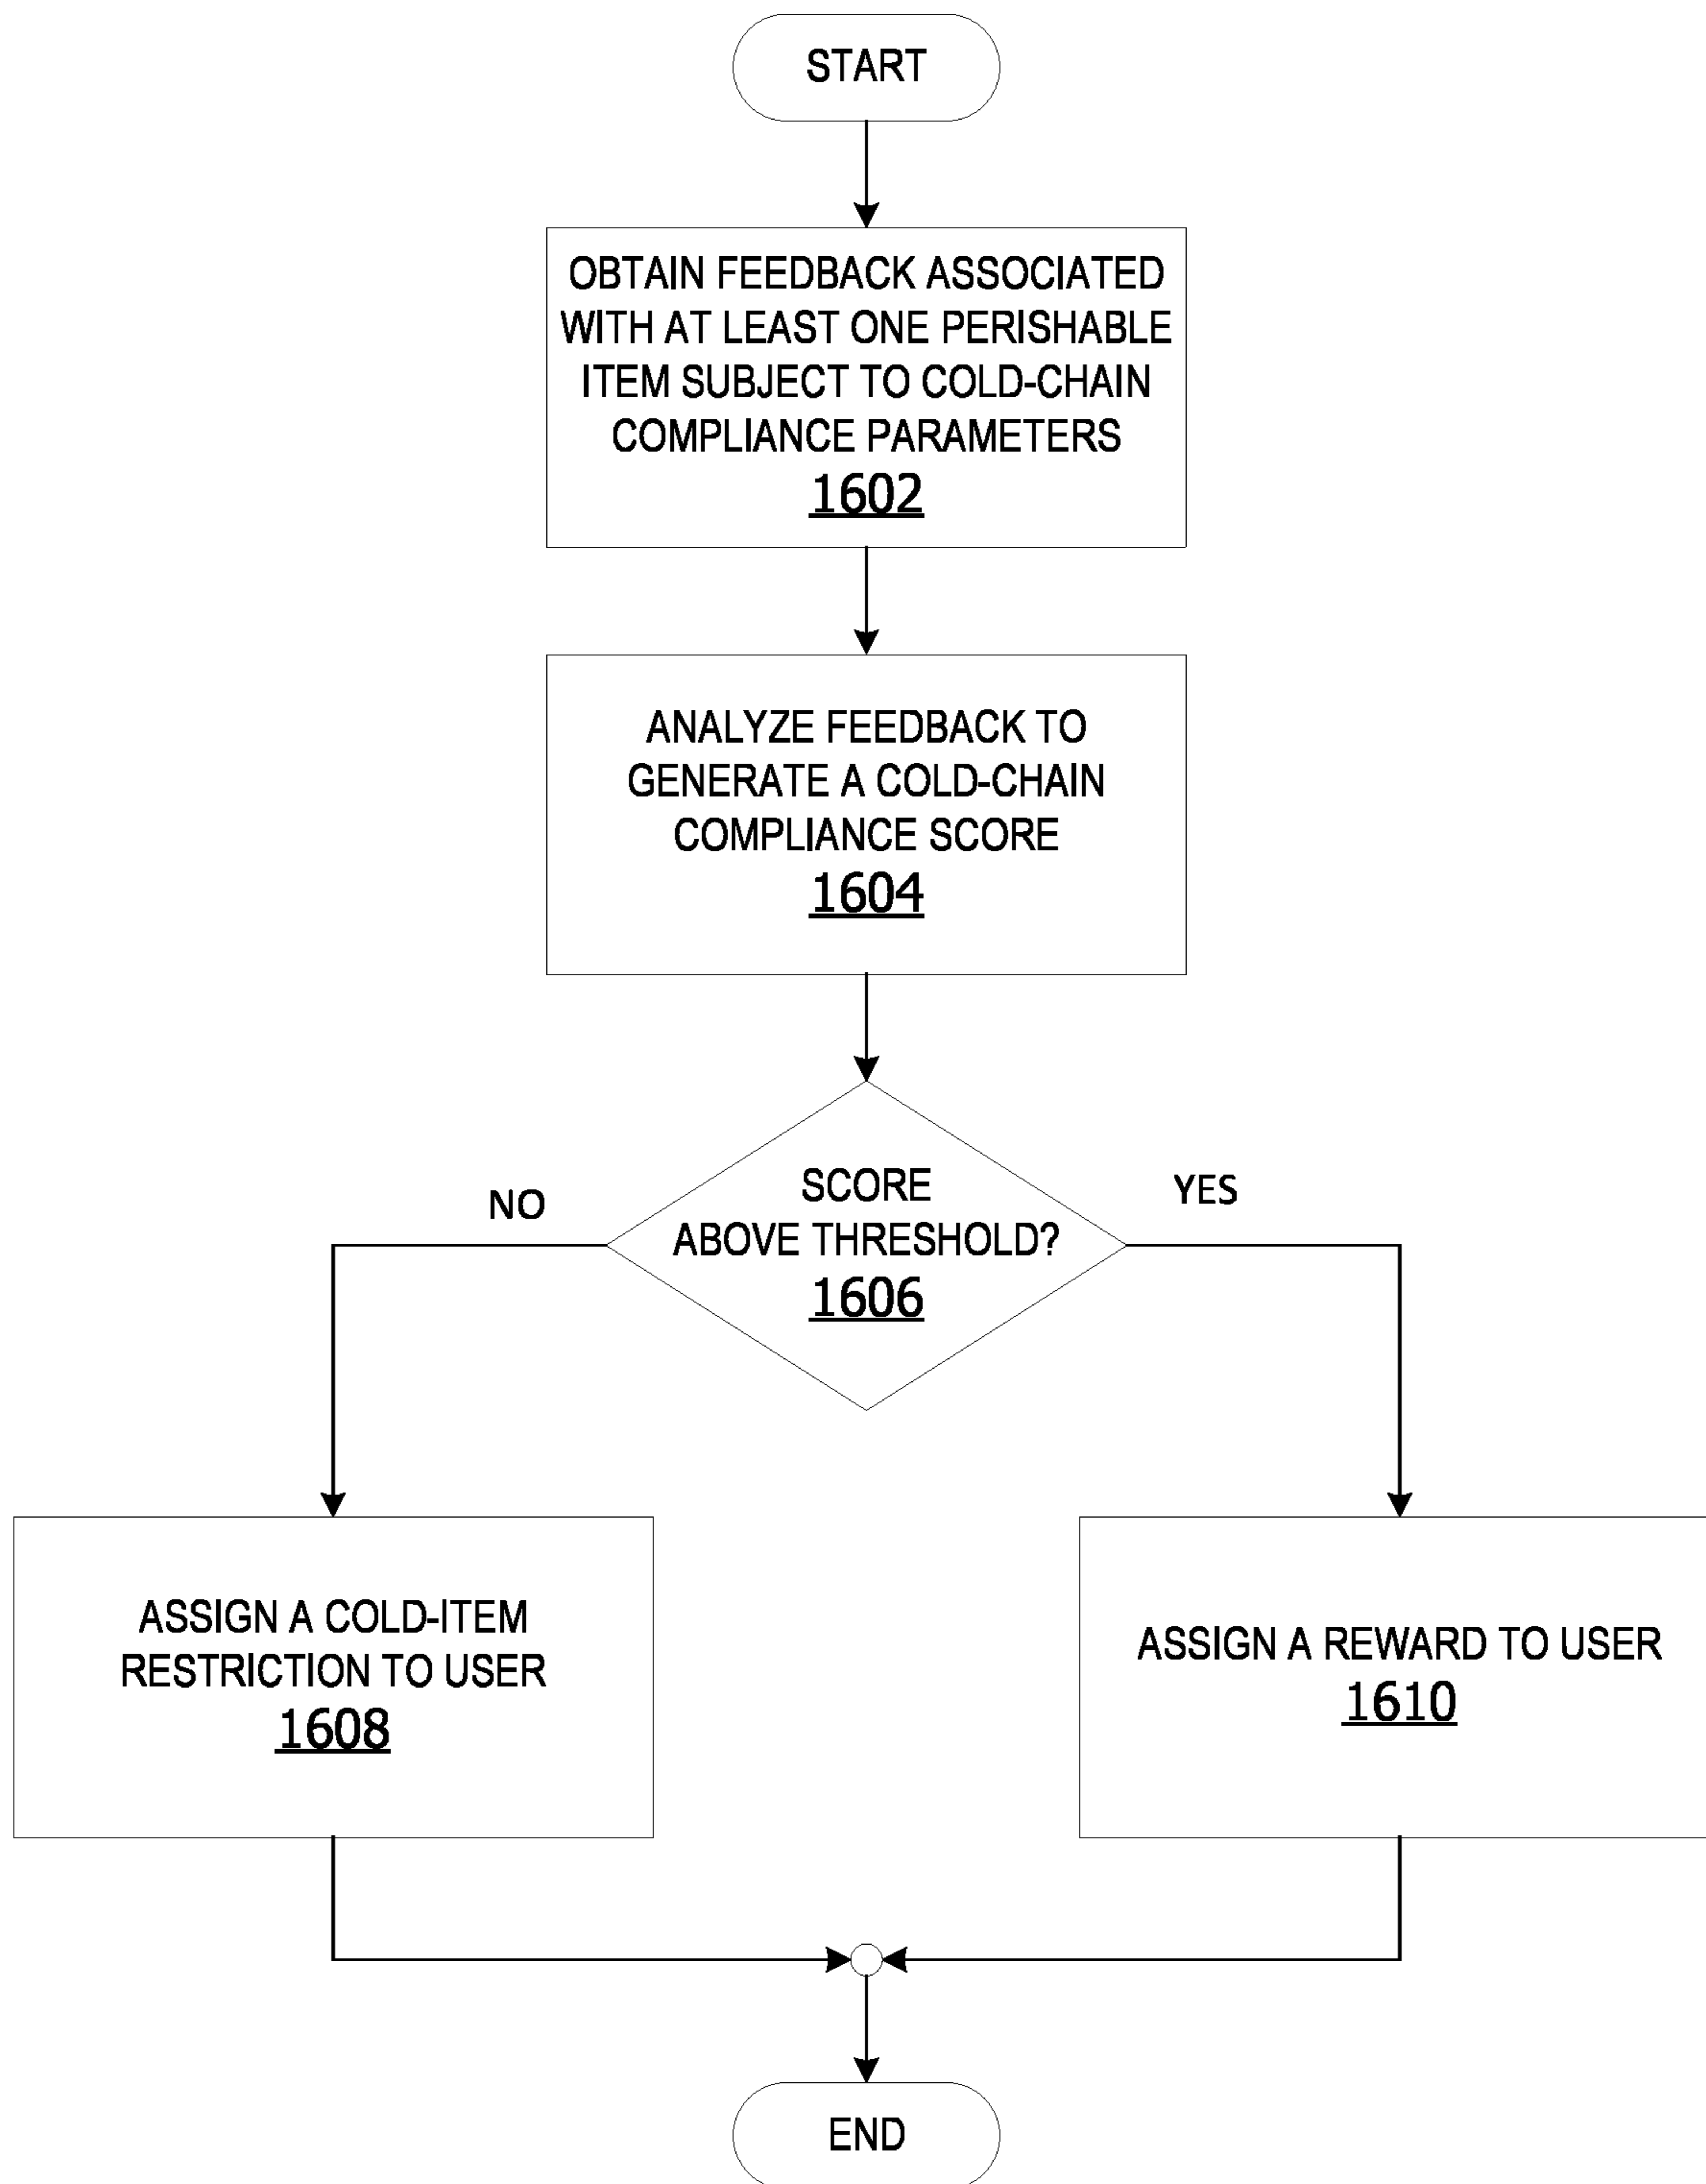 START
OBTAIN FEEDBACK ASSOCIATED
WITH AT LEAST ONE PERISHABLE
ITEM SUBJECT TO COLD-CHAIN
COMPLIANCE PARAMETERS
1602
ANALYZE FEEDBACK TO
GENERATE A COLD-CHAIN
COMPLIANCE SCORE
1604
SCORE
ABOVE THRESHOLD?
1606
NO
YES
ASSIGN A COLD-ITEM
RESTRICTION TO USER
1608
ASSIGN A REWARD TO USER
1610
END